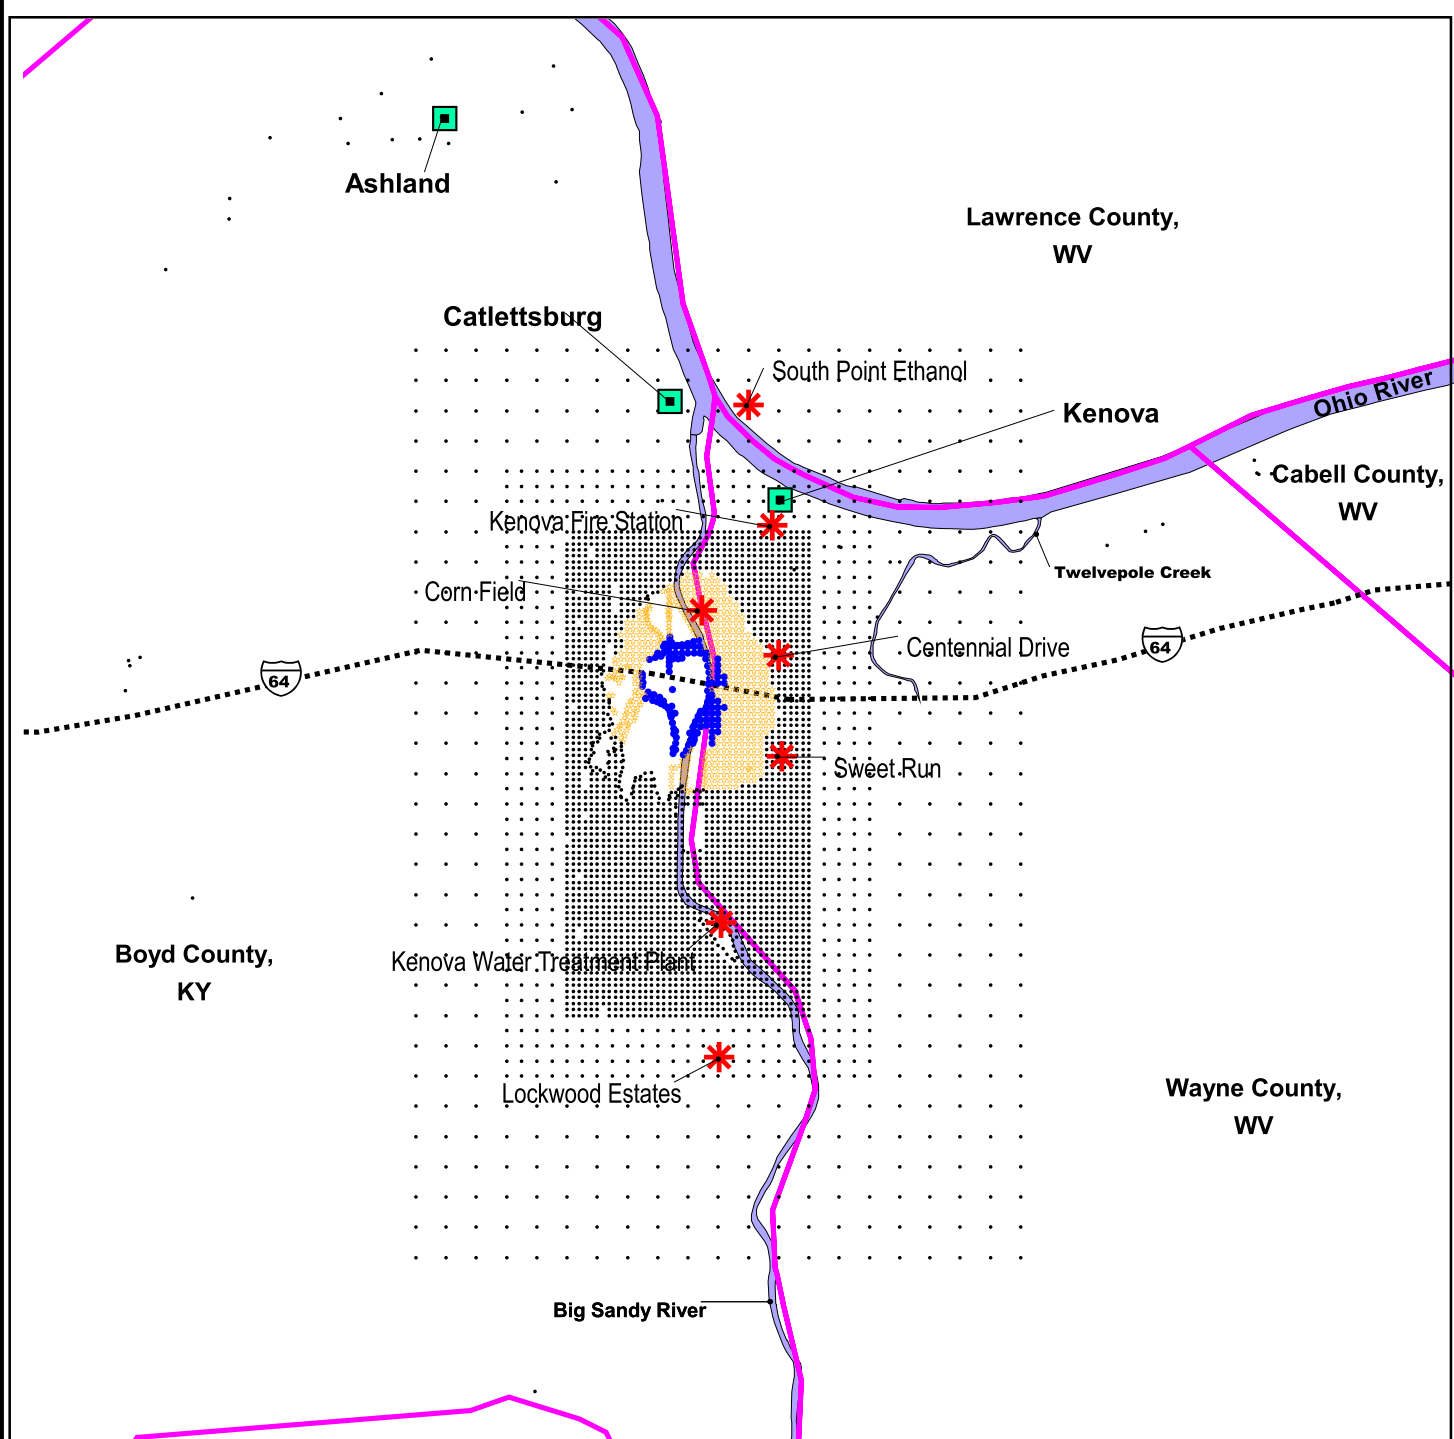 Ashland
Lawrence County,
WV
Catlettsburg
South Point Ethanol
Ohio River
Kenova
Cabell County,
WV
Kenova Fire Station
Twelvepole Creek
Corn Field
Centennial Drive
64
64
Sweet Run
Boyd County,
KY
Kenova Water Treatment Plant
Lockwood Estates
Wayne County,
WV
Big Sandy River